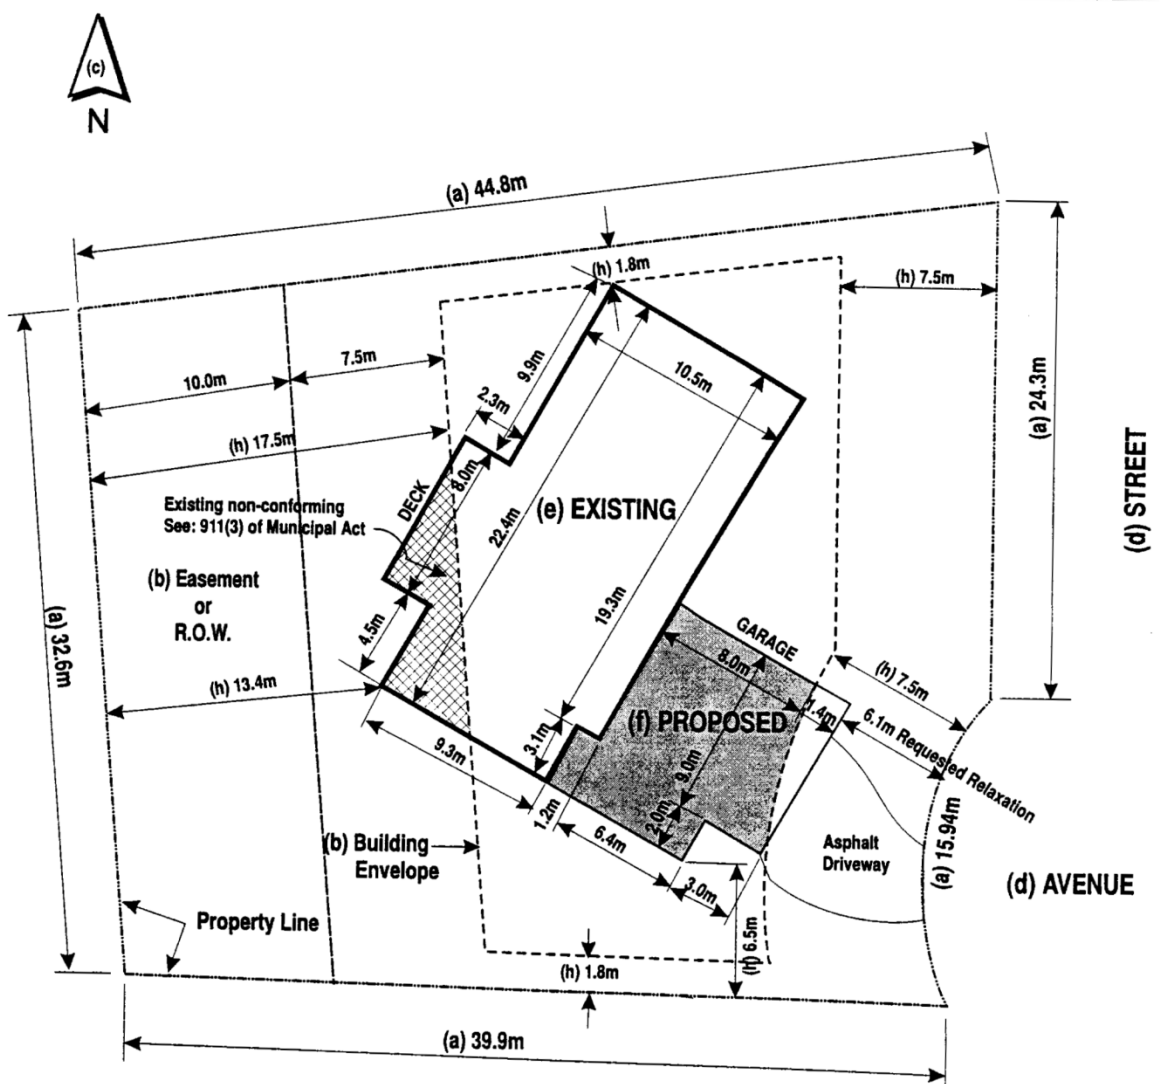 (c)
N
(a) 44.8m
(h) 1.8m
(h) 7.5m
7.5m
10.0m
9.9m
10.5m
2.3m
(a) 24.3m
(h) 17.5m
8.0m
DECK
(d) STREET
Existing non-conforming
See: 911(3) of Municipal Act
(e) EXISTING
22.4m
(b) Easement
or
R.O.W.
(a) 32.6m
4.5m
19.3m
GARAGE
8.0m
(h) 7.5m
(h) 13.4m
(f) PROPOSED
1.4m
6.1m Requested Relaxation
9.3m
3.1m
9.0m
1.2m
2.0m
6.4m
(b) Building
Envelope
Asphalt
Driveway
(a) 15.94m
(d) AVENUE
3.0m
Property Line
(h) 6.5m
(h) 1.8m
(a) 39.9m